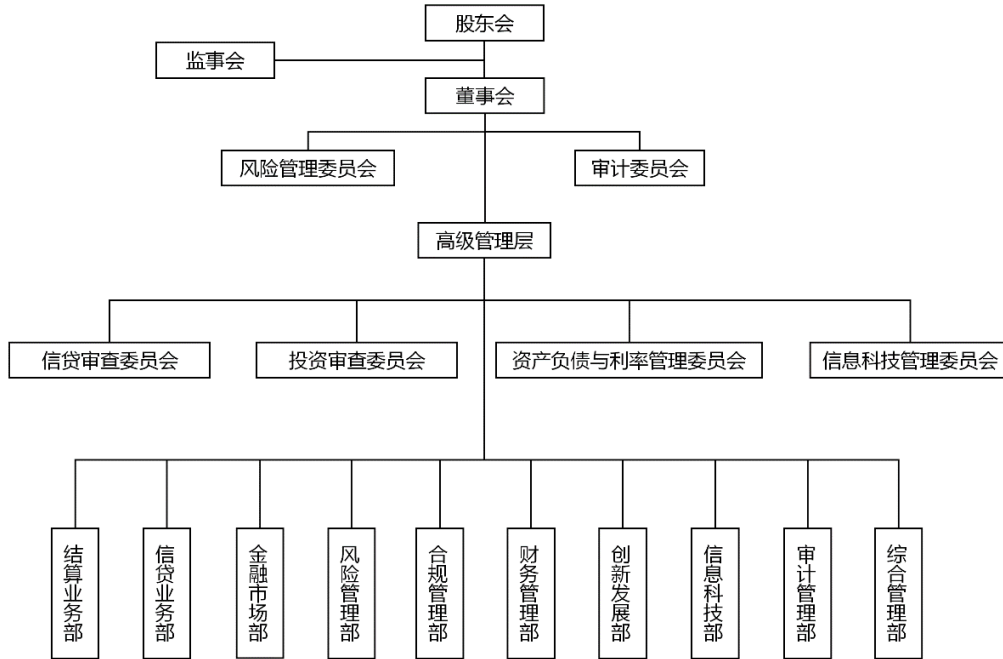 股东会
监事会
董事会
风险管理委员会
审计委员会
高级管理层
信贷审查委员会
投资审查委员会
资产负债与利率管理委员会
信息科技管理委员会
结算业务部
信贷业务部
金融市场部
风险管理部
合规管理部
财务管理部
创新发展部
信息科技部
审计管理部
综合管理部